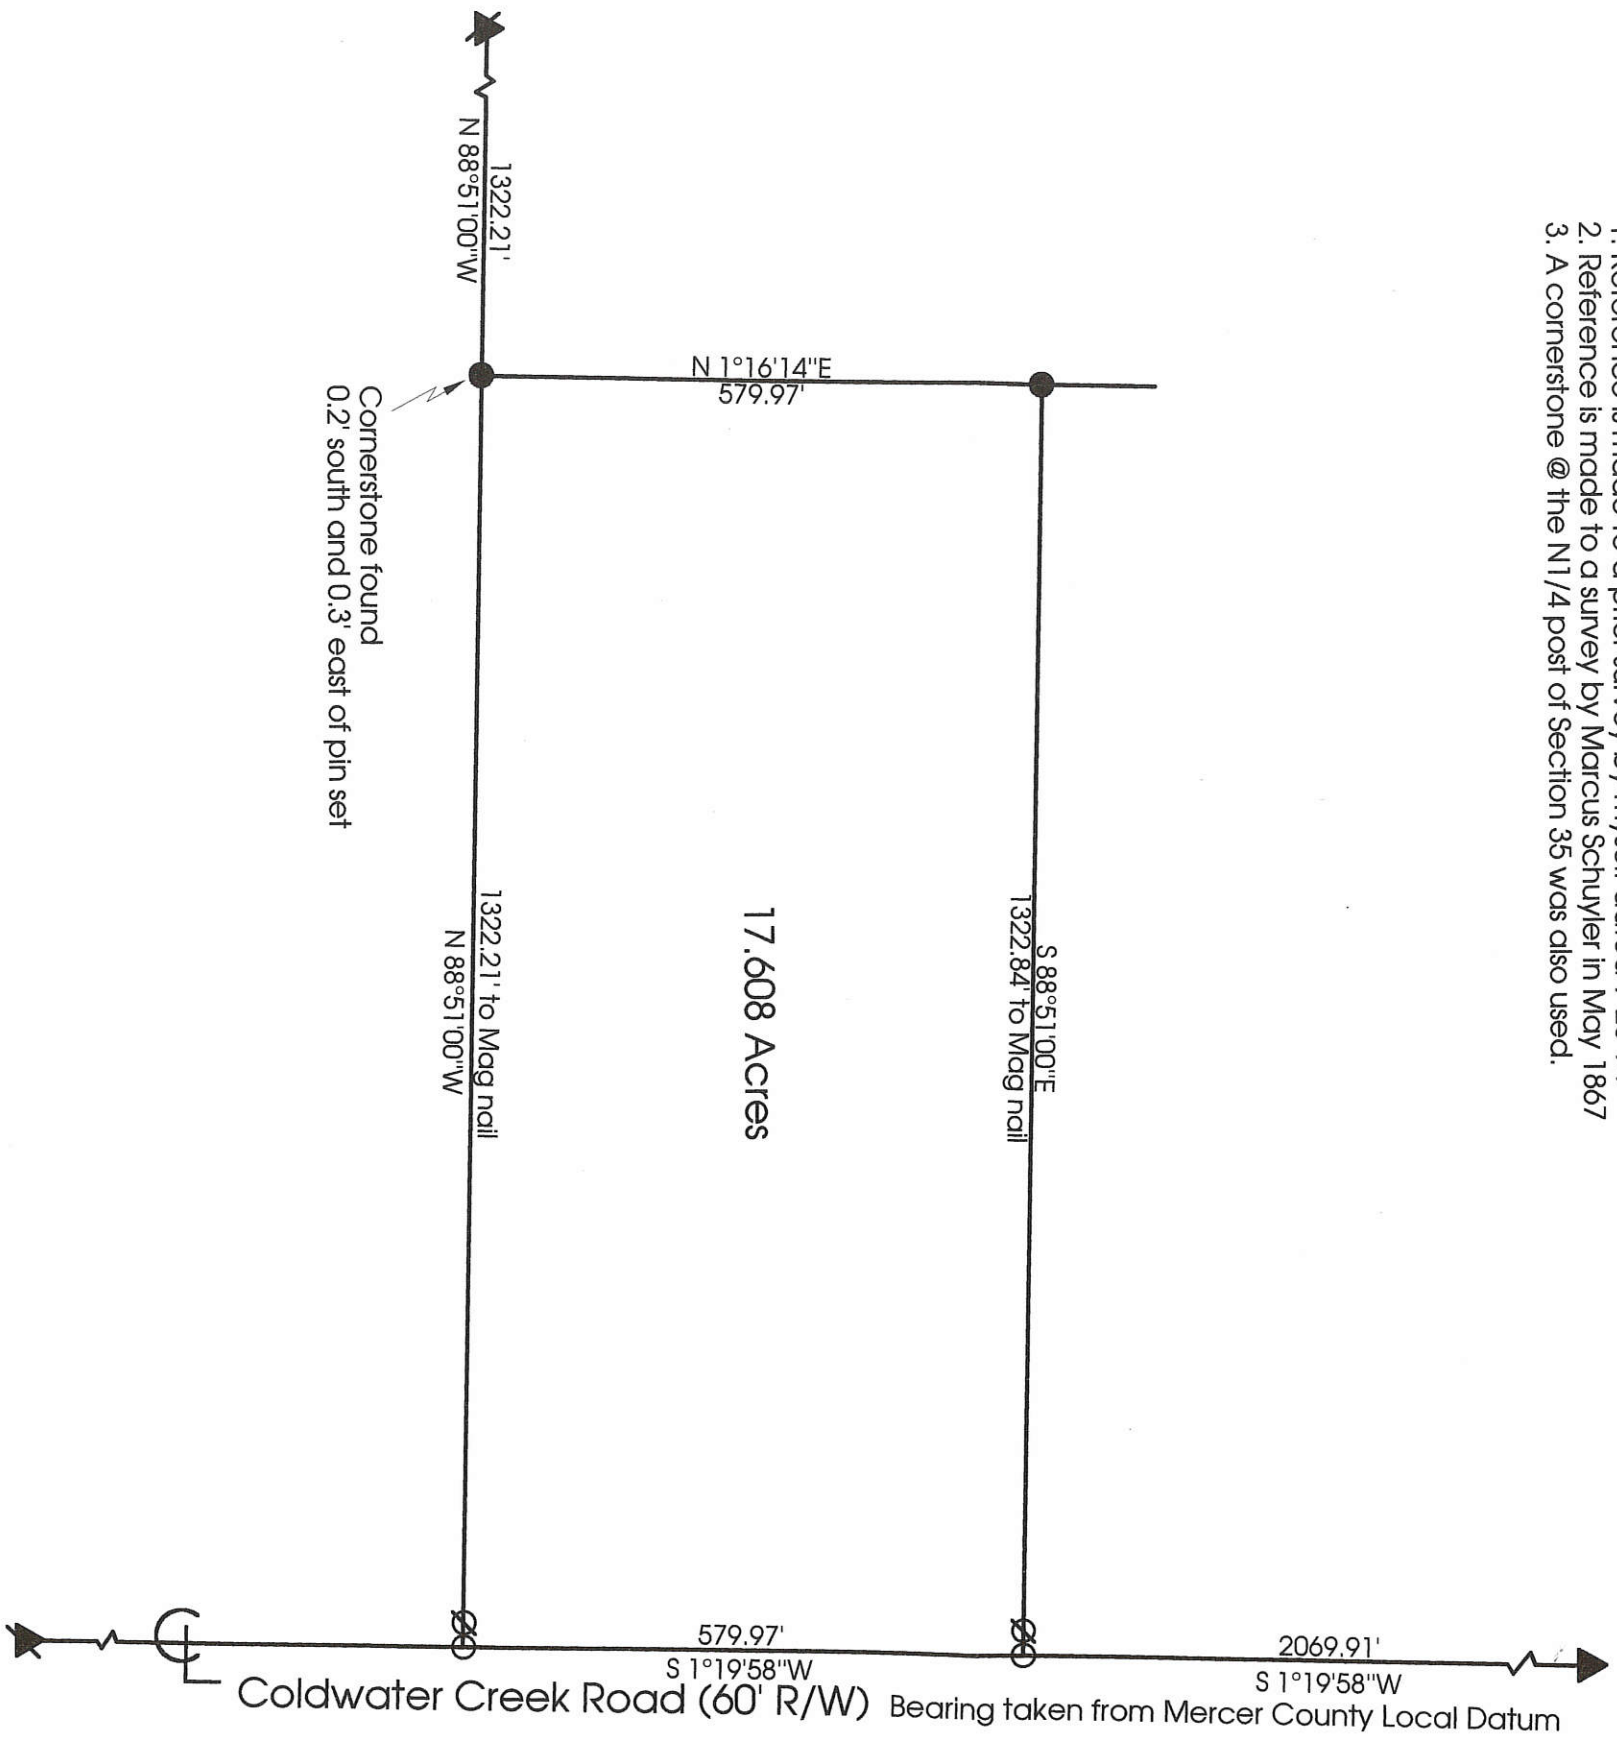 2. Reference is made to a survey by Marcus Schuyler in May 1867
3. A cornerstone @ the N1/4 post of Section 35 was also used.
1322.21'
N 88°51'00"W
N 1°16'14"E
579.97'
Cornerstone found
0.2' south and 0.3' east of pin set
S 88°51'00"E
1322.84' to Mag nail
17.608 Acres
1322.21' to Mag nail
N 88°51'00"W
579.97'
S 1°19'58"W
2069.91'
S 1°19'58"W
CL
Coldwater Creek Road (60' R/W)
Bearing taken from Mercer County Local Datum